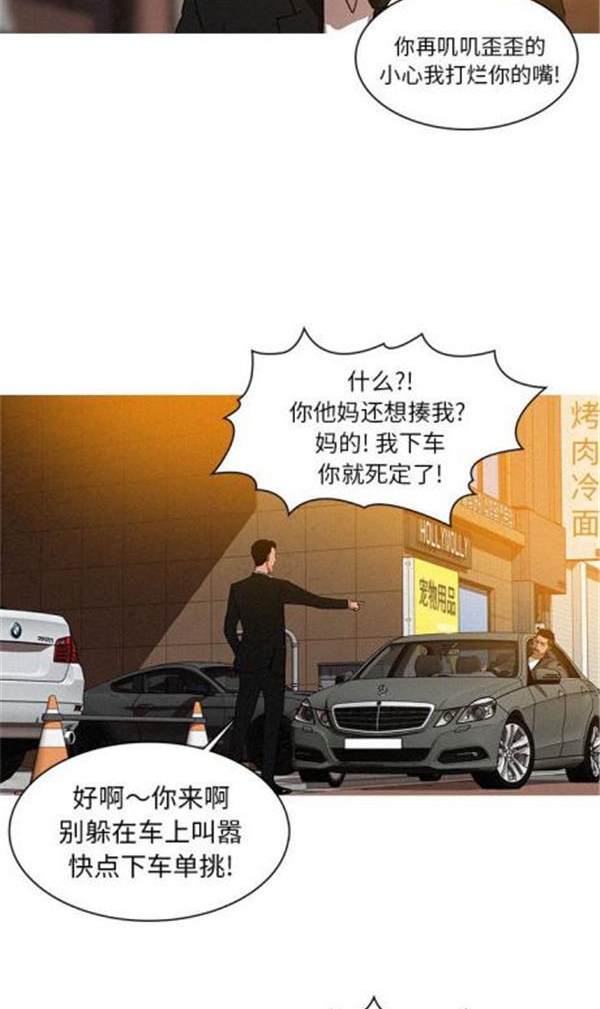 你再叽叽歪歪的
小心我打烂你的嘴!
什么?!
你他妈还想揍我?
妈的! 我下车
你就死定了!
烤肉冷面
HOLLYMOLLY
宠物用品
好啊~你来啊
别躲在车上叫嚣
快点下车单挑!